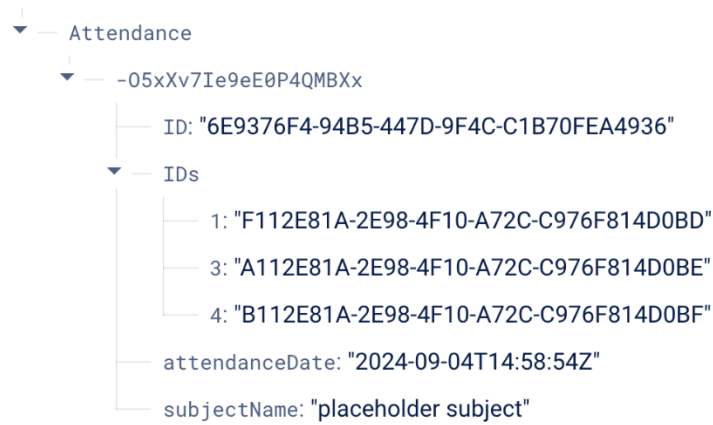 Attendance
-O5xXv7Ie9eE0P4QMBXx
ID: "6E9376F4-94B5-447D-9F4C-C1B70FEA4936"
IDs
1: "F112E81A-2E98-4F10-A72C-C976F814D0BD"
3: "A112E81A-2E98-4F10-A72C-C976F814D0BE"
4: "B112E81A-2E98-4F10-A72C-C976F814D0BF"
attendanceDate: "2024-09-04T14:58:54Z"
subjectName: "placeholder subject"